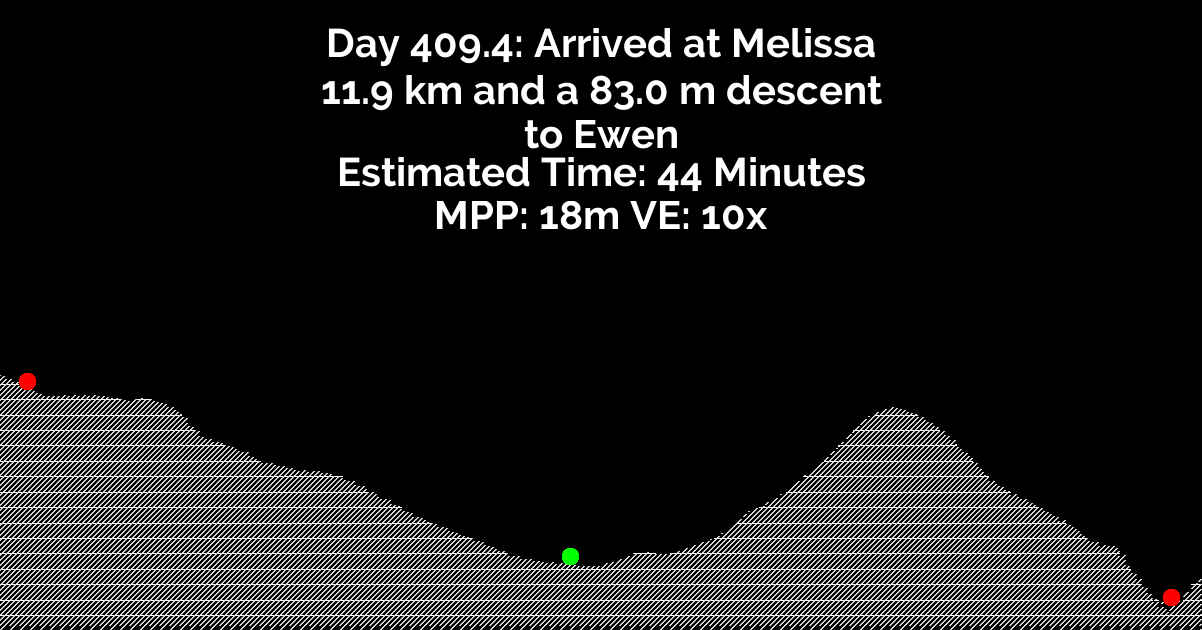 Day 409.4: Arrived at Melissa
11.9 km and a 83.0 m descent
to Ewen
Estimated Time: 44 Minutes
MPP: 18m VE: 10x